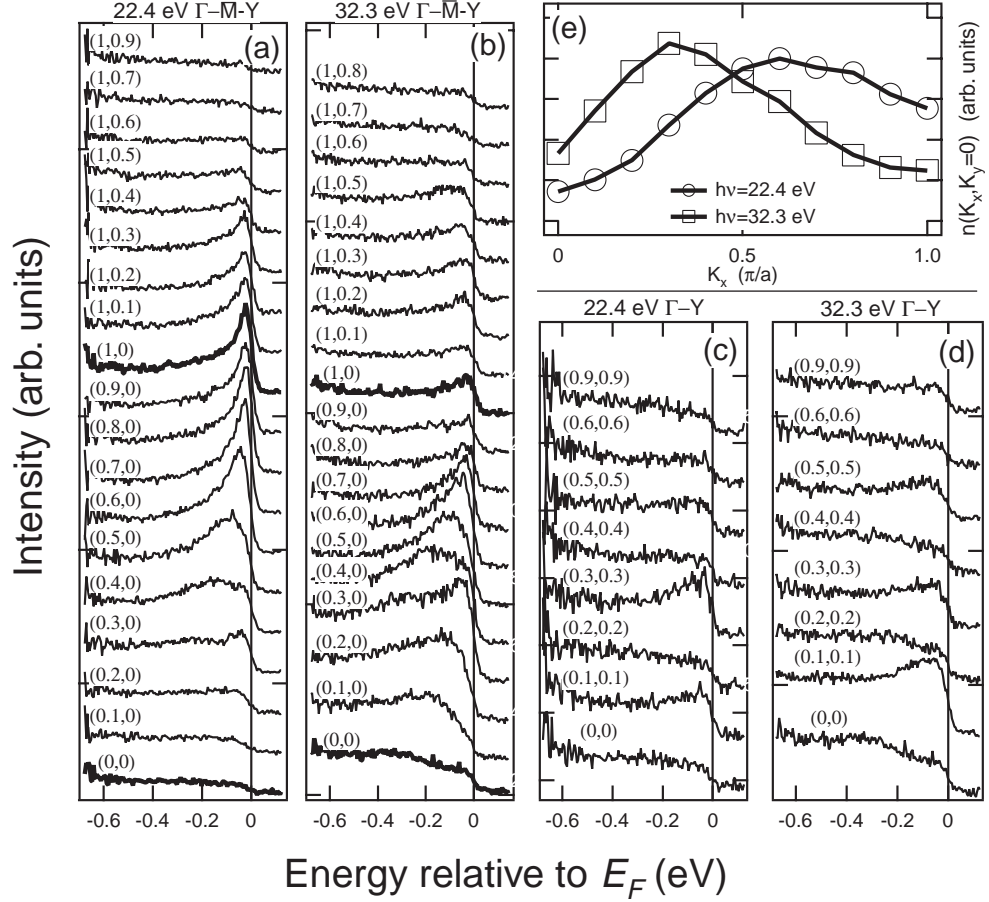 22.4 eV Γ–M̄-Y
(a)
(1,0.9)
(1,0.7)
(1,0.6)
(1,0.5)
(1,0.4)
(1,0.3)
(1,0.2)
(1,0.1)
(1,0)
(0.9,0)
(0.8,0)
(0.7,0)
(0.6,0)
(0.5,0)
(0.4,0)
(0.3,0)
(0.2,0)
(0.1,0)
(0,0)
-0.6 -0.4 -0.2 0
32.3 eV Γ–M̄-Y
(b)
(1,0.8)
(1,0.7)
(1,0.6)
(1,0.5)
(1,0.4)
(1,0.3)
(1,0.2)
(1,0.1)
(1,0)
(0.9,0)
(0.8,0)
(0.7,0)
(0.6,0)
(0.5,0)
(0.4,0)
(0.3,0)
(0.2,0)
(0.1,0)
(0,0)
-0.6 -0.4 -0.2 0
(e)
hν=22.4 eV
hν=32.3 eV
0 0.5 1.0
Kₓ (π/a)
n(Kₓ,K_y=0) (arb. units)
22.4 eV Γ–Y
(c)
(0.9,0.9)
(0.6,0.6)
(0.5,0.5)
(0.4,0.4)
(0.3,0.3)
(0.2,0.2)
(0.1,0.1)
(0,0)
-0.6 -0.4 -0.2 0
32.3 eV Γ–Y
(d)
(0.9,0.9)
(0.6,0.6)
(0.5,0.5)
(0.4,0.4)
(0.3,0.3)
(0.2,0.2)
(0.1,0.1)
(0,0)
-0.6 -0.4 -0.2 0
Intensity (arb. units)
Energy relative to E_F (eV)